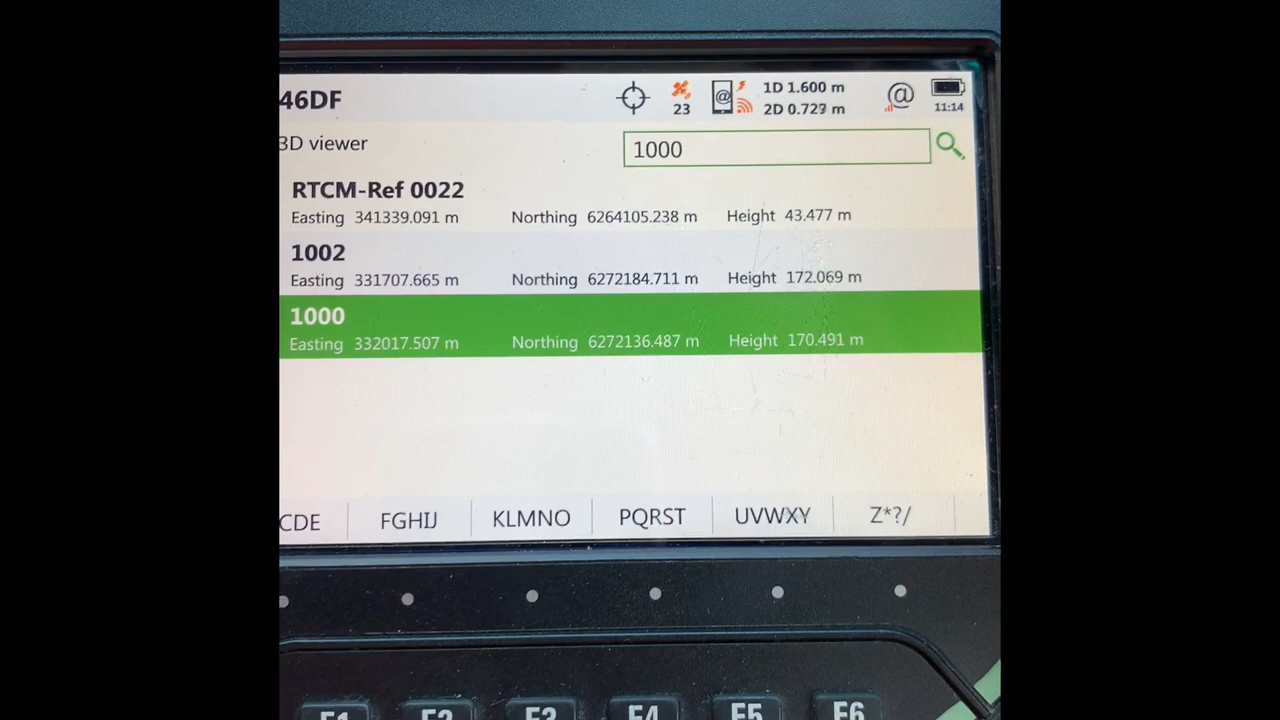 46DF
23
@
1D 1.600 m
2D 0.729 m
@
11:14
3D viewer
1000
RTCM-Ref 0022
Easting 341339.091 m Northing 6264105.238 m Height 43.477 m
1002
Easting 331707.665 m Northing 6272184.711 m Height 172.069 m
1000
Easting 332017.507 m Northing 6272136.487 m Height 170.491 m
CDE FGHIJ KLMNO PQRST UVWXY Z*?/
F1 F2 F3 F4 F5 F6